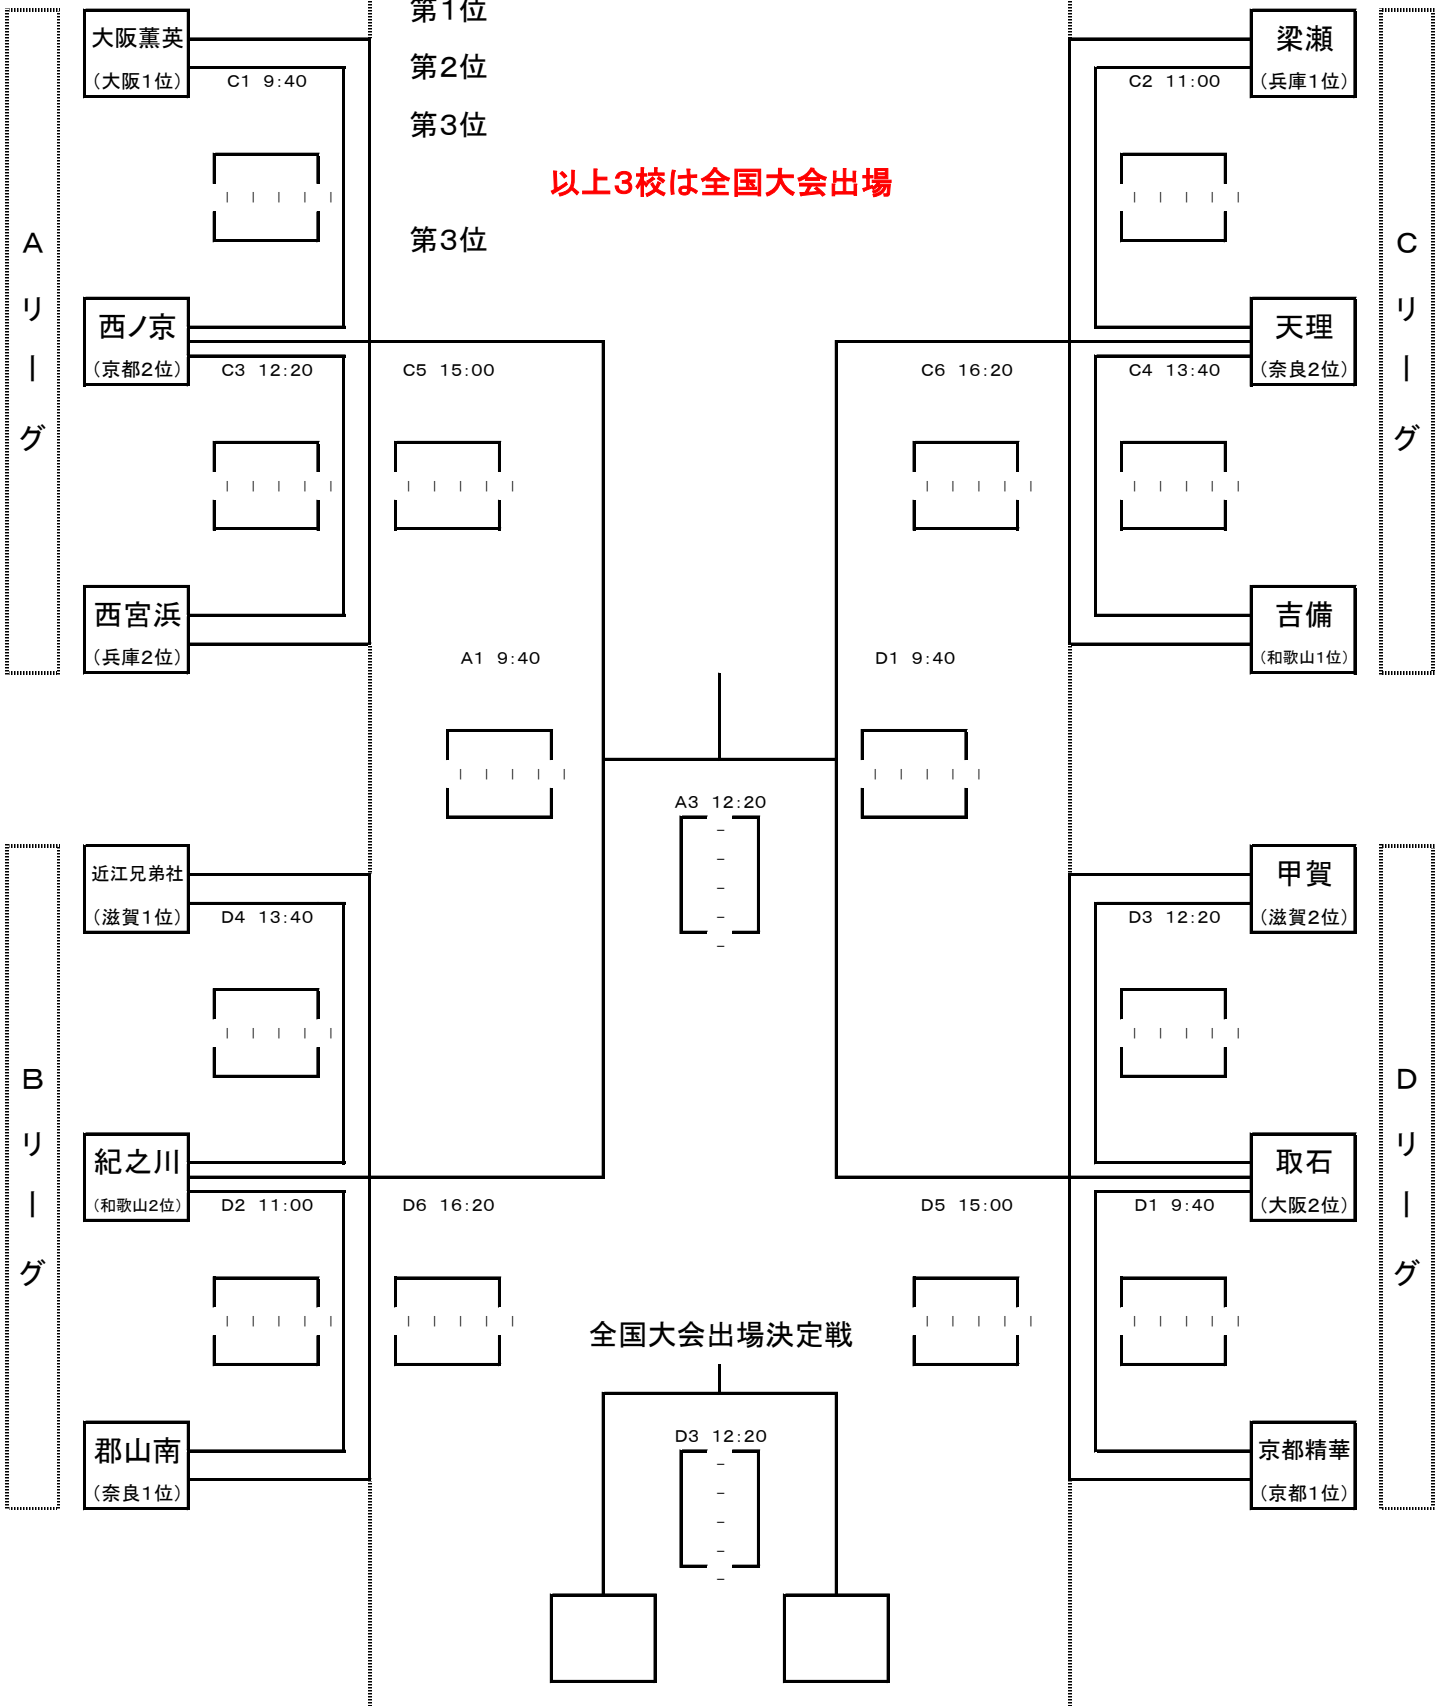 第1位
大阪薫英
(大阪1位)
C1 9:40
第2位
梁瀬
(兵庫1位)
C2 11:00
第3位
以上3校は全国大会出場
第3位
Aリーグ
Cリーグ
西ノ京
(京都2位)
C3 12:20
C5 15:00
C6 16:20
C4 13:40
天理
(奈良2位)
西宮浜
(兵庫2位)
A1 9:40
D1 9:40
吉備
(和歌山1位)
A3 12:20
近江兄弟社
(滋賀1位)
D4 13:40
D3 12:20
甲賀
(滋賀2位)
Bリーグ
Dリーグ
紀之川
(和歌山2位)
D2 11:00
D6 16:20
D5 15:00
D1 9:40
取石
(大阪2位)
全国大会出場決定戦
D3 12:20
郡山南
(奈良1位)
京都精華
(京都1位)